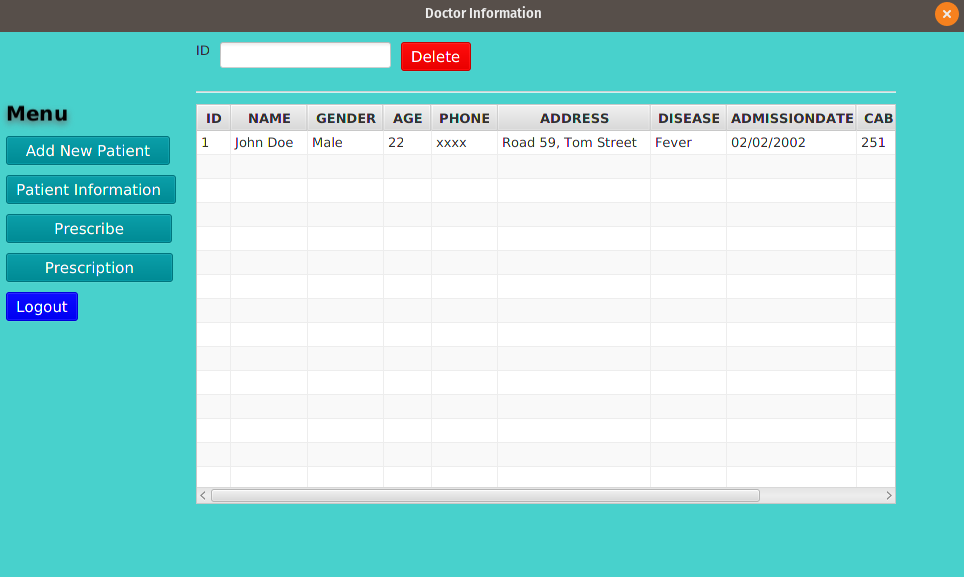 Doctor Information
ID
Delete
Menu
Add New Patient
Patient Information
Prescribe
Prescription
Logout
ID NAME GENDER AGE PHONE ADDRESS DISEASE ADMISSIONDATE CAB
1 John Doe Male 22 xxxx Road 59, Tom Street Fever 02/02/2002 251